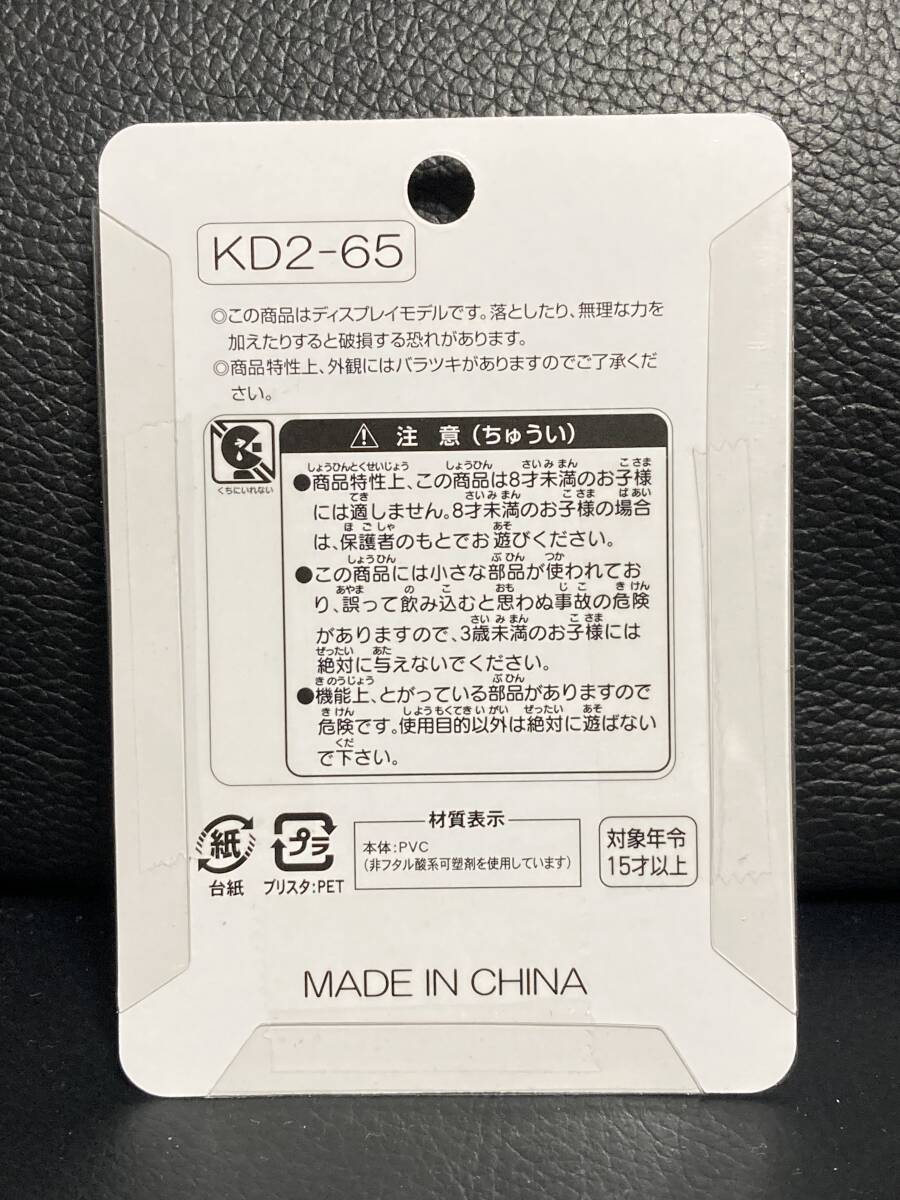 KD2-65
◎この商品はディスプレイモデルです。落としたり、無理な力を
加えたりすると破損する恐れがあります。
◎商品特性上、外観にはバラツキがありますのでご了承くだ
さい。
くちにいれない
⚠ 注 意 (ちゅうい)
しょうひんとくせいじょう しょうひん さい み まん こ さま
●商品特性上、この商品は8才未満のお子様
てき さい み まん こ さま ば あい
には適しません。8才未満のお子様の場合
ほ ご しゃ あそ
は、保護者のもとでお遊びください。
しょうひん ぶ ひん つか
●この商品には小さな部品が使われてお
あやま の こ おも じ こ き けん
り、誤って飲み込むと思わぬ事故の危険
さい み まん こ さま
がありますので、3歳未満のお子様には
ぜったい あた
絶対に与えないでください。
き のう じょう ぶ ひん
●機能上、とがっている部品がありますので
き けん しようもくてき い がい ぜったい あそ
危険です。使用目的以外は絶対に遊ばない
くだ
で下さい。
紙
台紙
プラ
ブリスタ:PET
材質表示
本体:PVC
(非フタル酸系可塑剤を使用しています)
対象年令
15才以上
MADE IN CHINA